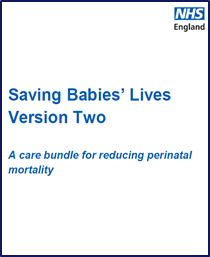 NHS
England
Saving Babies' Lives
Version Two
A care bundle for reducing perinatal
mortality